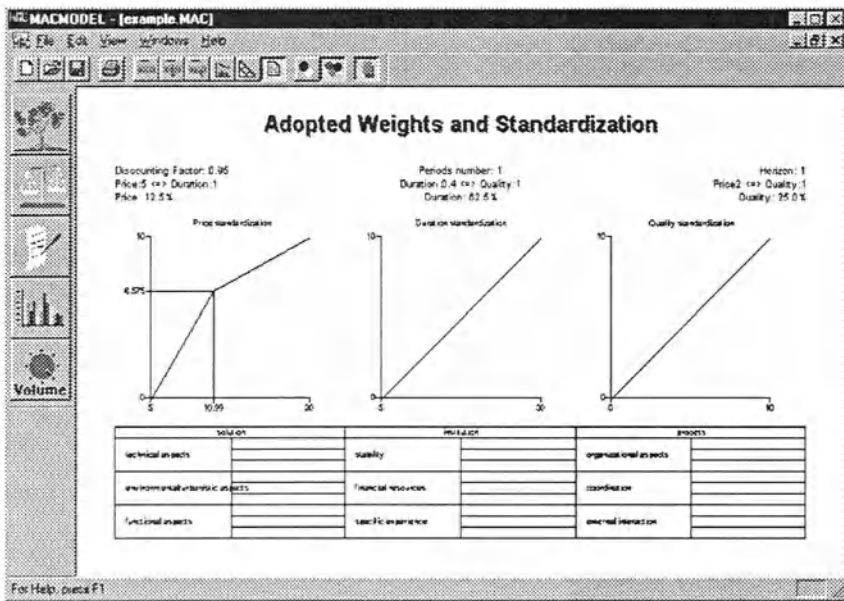 MACMODEL - [example.MAC]
File Edit View Windows Help
Adopted Weights and Standardization
Discounting Factor: 0.95 Periods number: 1 Horizon: 1
Price:5 <=> Duration:1 Duration:0.4 <=> Quality:1 Price2 <=> Quality:1
Price: 12.5% Duration: 62.5% Quality: 25.0%
Price standardization Duration standardization Quality standardization
10 10 10
6.575
0 0 0
5 10.99 5 0 10
solution process
technical aspects stability organizational aspects
aspects financial resources coordination
functional aspects specific experience external interaction
Volume
For Help, press F1